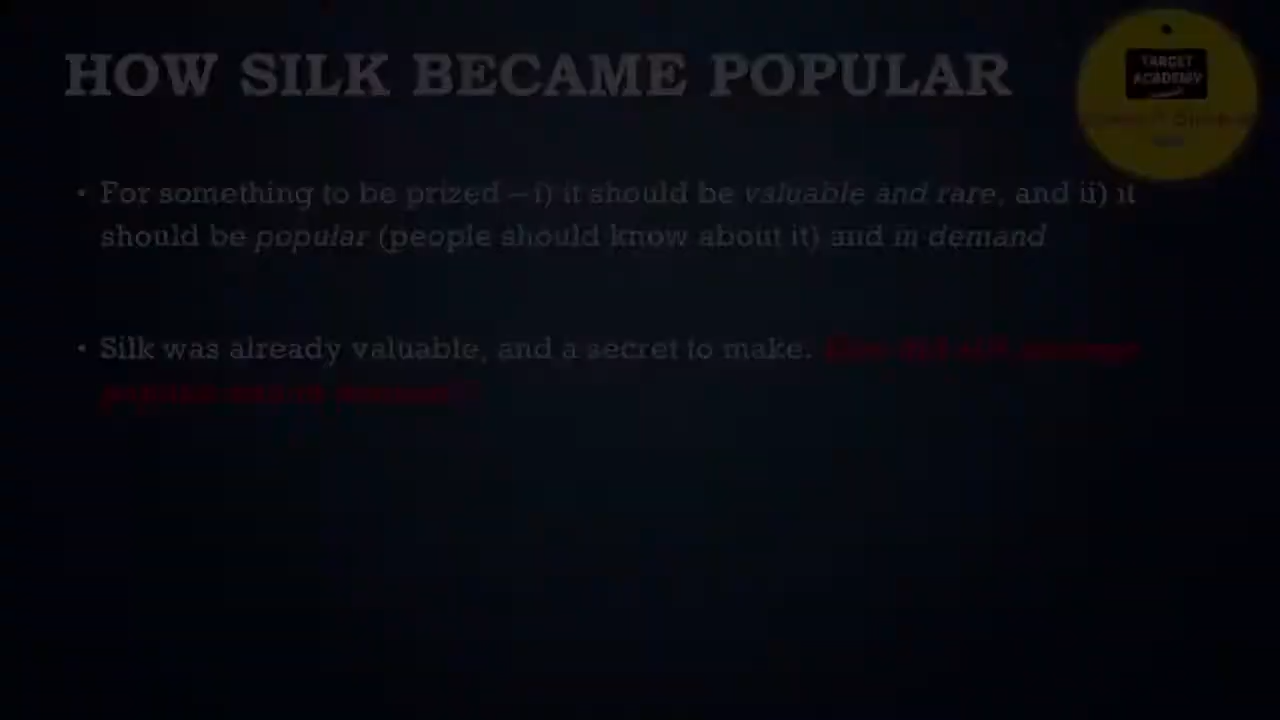 HOW SILK BECAME POPULAR
TARGET
ACADEMY
• For something to be prized – i) it should be valuable and rare, and ii) it
should be popular (people should know about it) and in demand
• Silk was already valuable, and a secret to make.